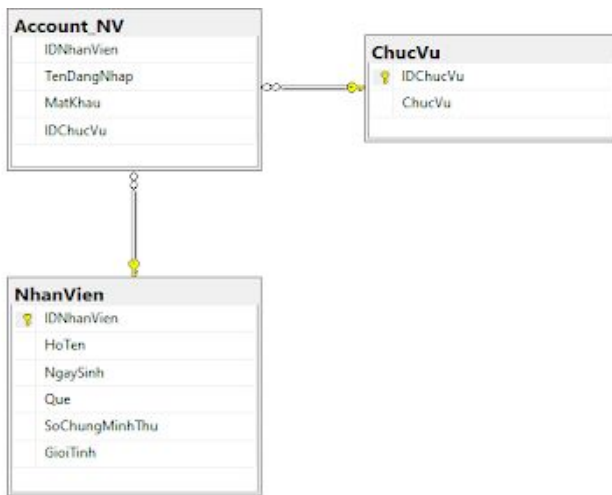 Account_NV
IDNhanVien
TenDangNhap
MatKhau
IDChucVu
ChucVu
IDChucVu
ChucVu
NhanVien
IDNhanVien
HoTen
NgaySinh
Que
SoChungMinhThu
GioiTinh